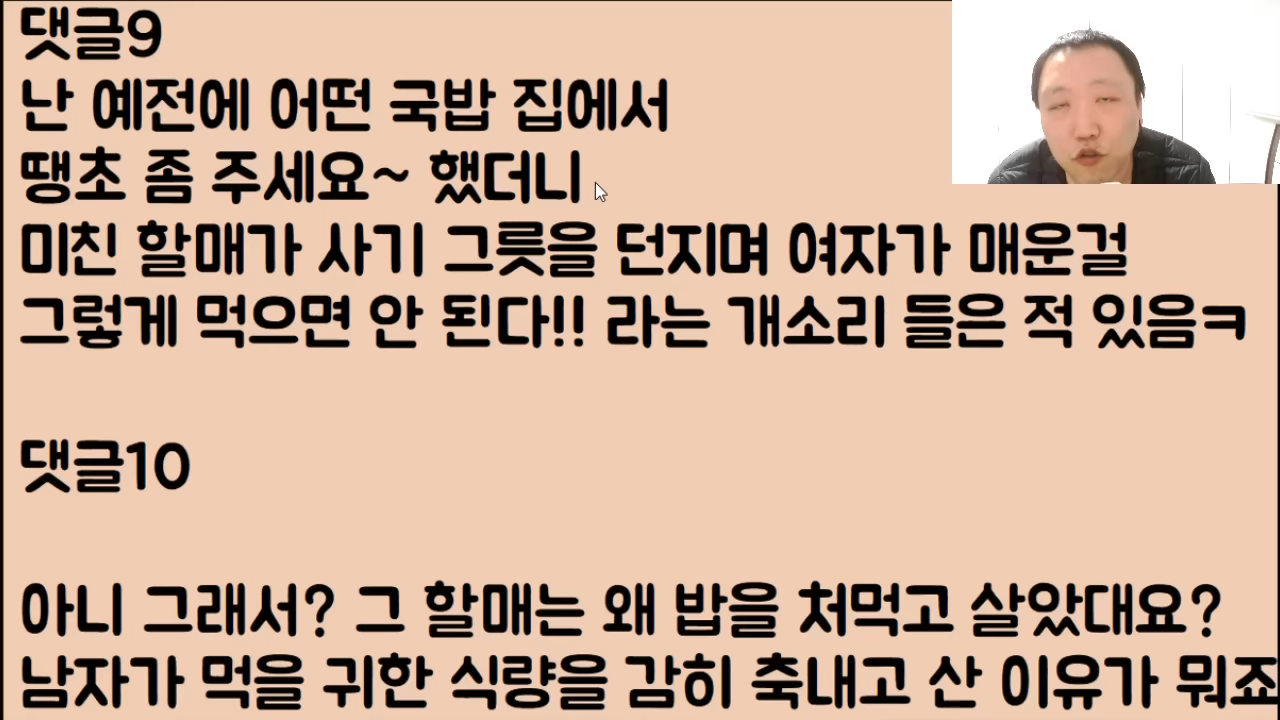 댓글9
난 예전에 어떤 국밥 집에서
땡초 좀 주세요~ 했더니
미친 할매가 사기 그릇을 던지며 여자가 매운걸
그렇게 먹으면 안 된다!! 라는 개소리 들은 적 있음ㅋ
댓글10
아니 그래서? 그 할매는 왜 밥을 처먹고 살았대요?
남자가 먹을 귀한 식량을 감히 축내고 산 이유가 뭐죠